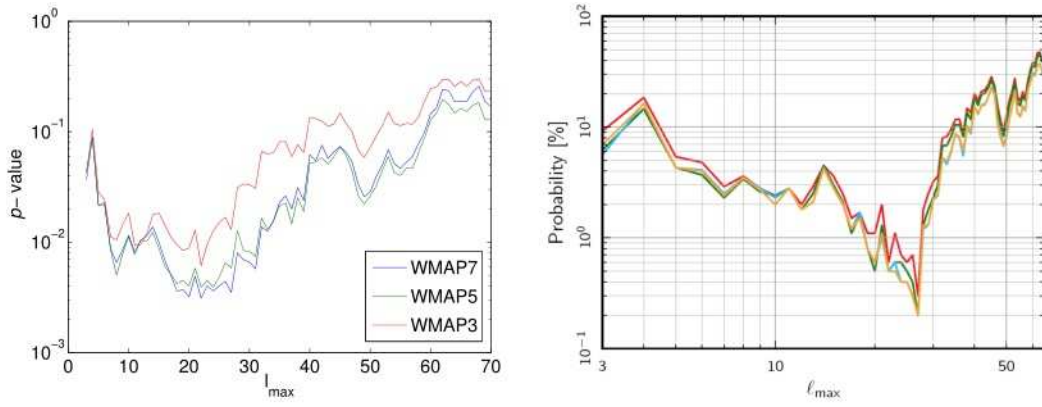 10^0
10^-1
10^-2
10^-3
p- value
0 10 20 30 40 50 60 70
l_max
WMAP7
WMAP5
WMAP3
10^2
10^1
10^0
10^-1
Probability [%]
3 10 50
ℓ_max